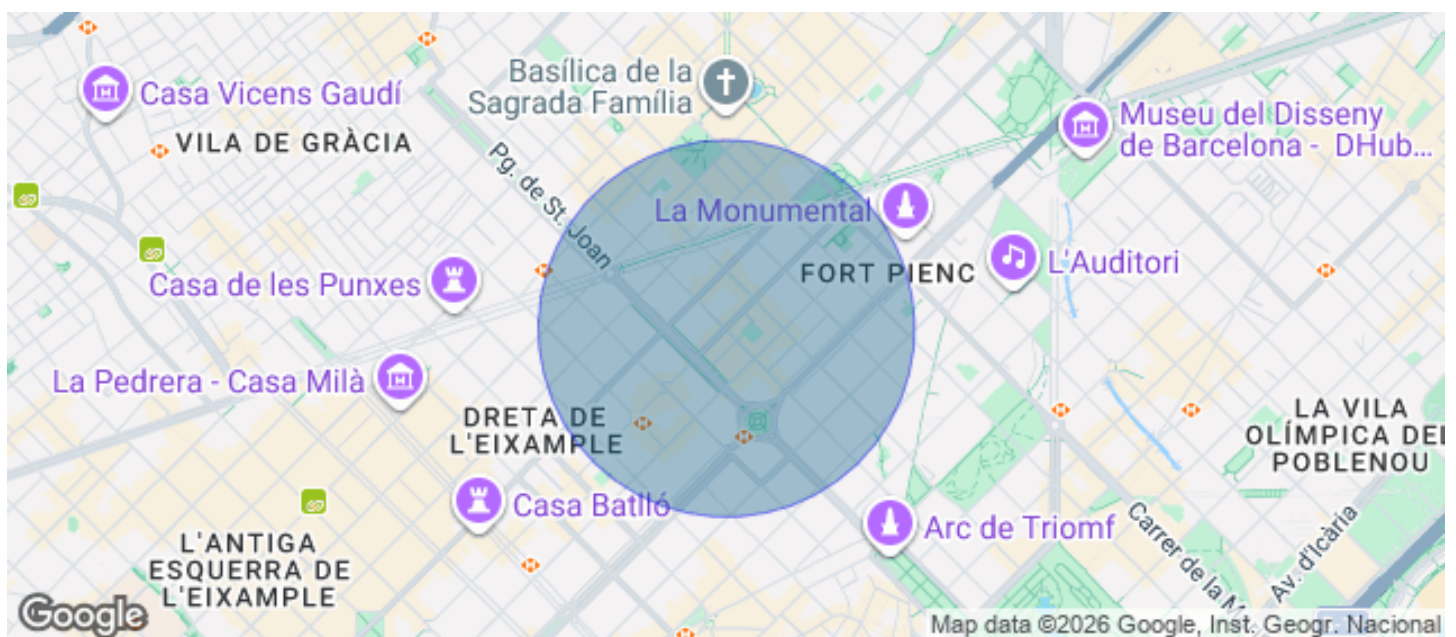 Basílica de la
Sagrada Família
Casa Vicens Gaudí
VILA DE GRÀCIA
Museu del Disseny
de Barcelona - DHub...
Pg. de St. Joan
La Monumental
FORT PIENC
L'Auditori
Casa de les Punxes
La Pedrera - Casa Milà
DRETA DE
L'EIXAMPLE
LA VILA
OLÍMPICA DEL
POBLENOU
Casa Batlló
Arc de Triomf
L'ANTIGA
ESQUERRA DE
L'EIXAMPLE
Carrer de la M
Av. d'Icària
Google
Map data ©2026 Google, Inst. Geogr. Nacional